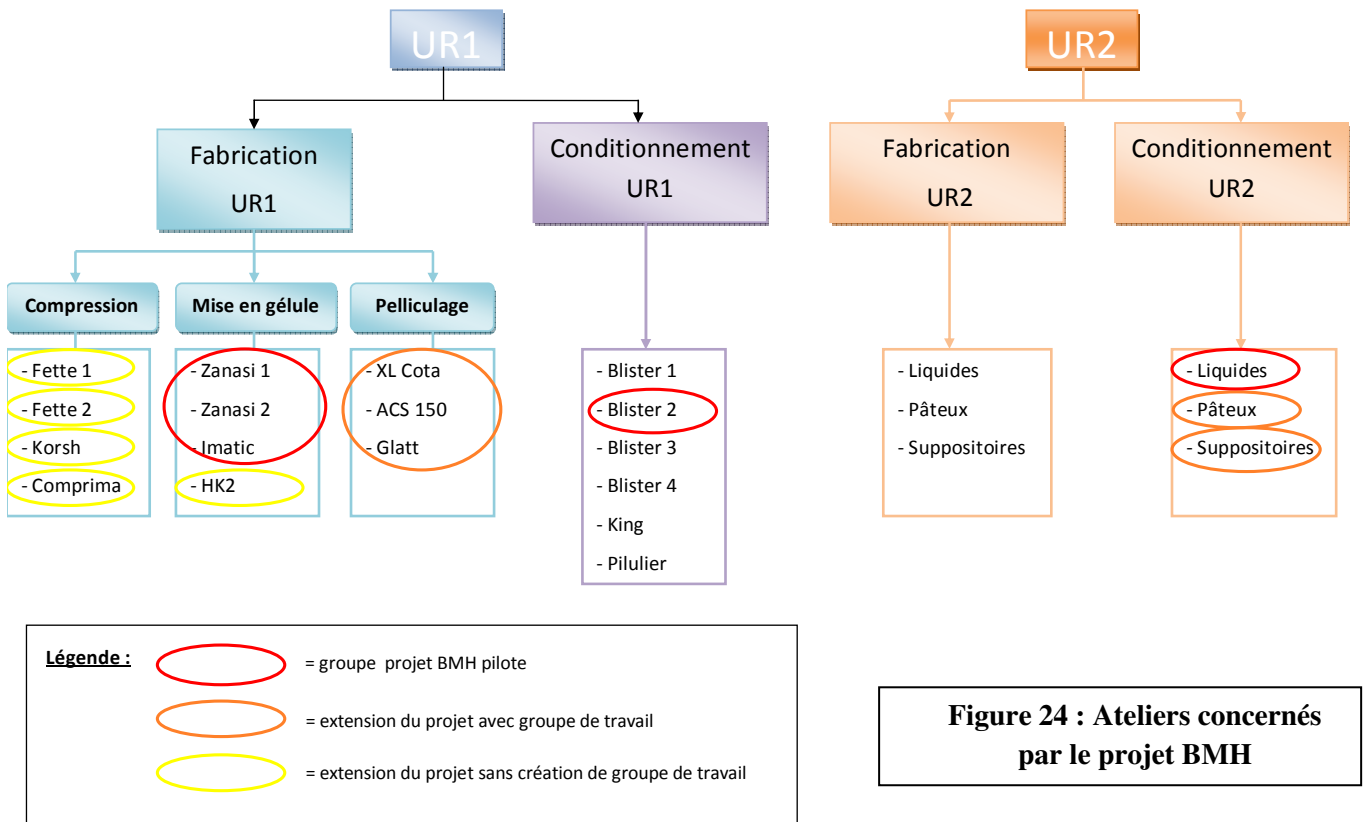 UR1
UR2
Fabrication
UR1
Conditionnement
UR1
Fabrication
UR2
Conditionnement
UR2
Compression
Mise en gélule
Pelliculage
- Fette 1
- Fette 2
- Korsh
- Comprima
- Zanasi 1
- Zanasi 2
- Imatic
- HK2
- XL Cota
- ACS 150
- Glatt
- Blister 1
- Blister 2
- Blister 3
- Blister 4
- King
- Pilulier
- Liquides
- Pâteux
- Suppositoires
- Liquides
- Pâteux
- Suppositoires
Légende :
= groupe projet BMH pilote
= extension du projet avec groupe de travail
= extension du projet sans création de groupe de travail
Figure 24 : Ateliers concernés
par le projet BMH